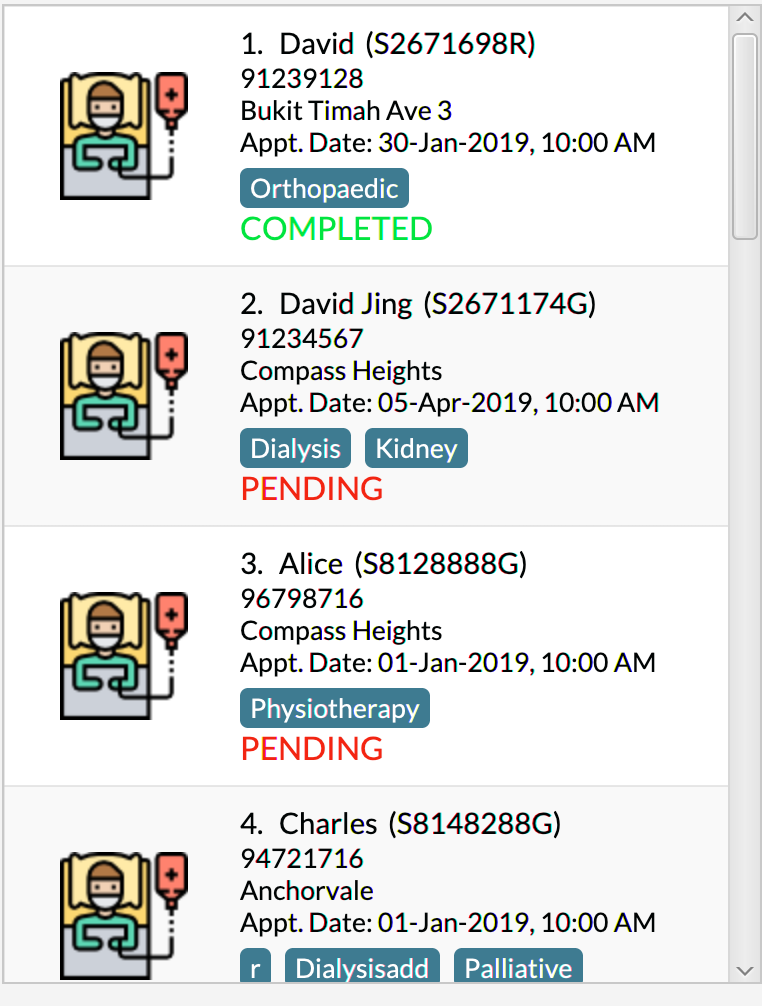 1. David (S2671698R)
91239128
Bukit Timah Ave 3
Appt. Date: 30-Jan-2019, 10:00 AM
Orthopaedic
COMPLETED
2. David Jing (S2671174G)
91234567
Compass Heights
Appt. Date: 05-Apr-2019, 10:00 AM
Dialysis Kidney
PENDING
3. Alice (S8128888G)
96798716
Compass Heights
Appt. Date: 01-Jan-2019, 10:00 AM
Physiotherapy
PENDING
4. Charles (S8148288G)
94721716
Anchorvale
Appt. Date: 01-Jan-2019, 10:00 AM
r Dialysisadd Palliative